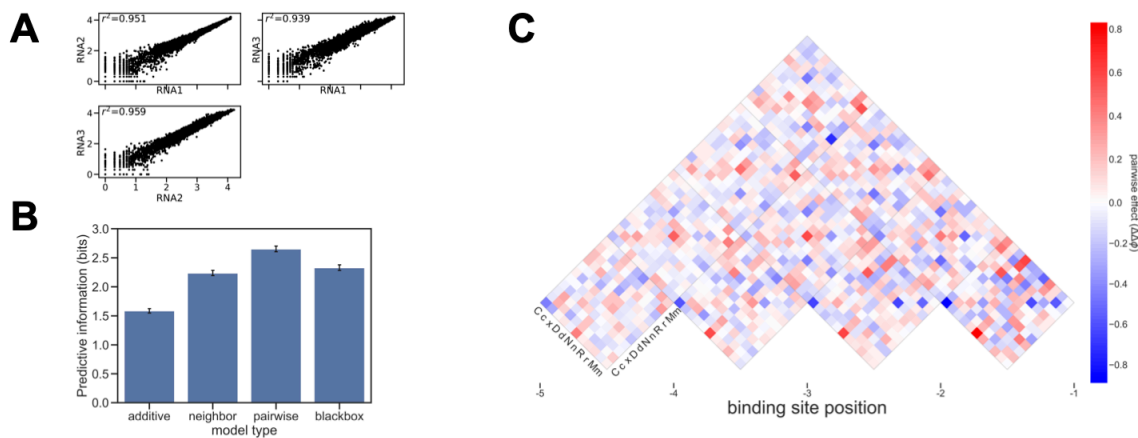 A
r²=0.951
RNA2
4
2
0
RNA1
r²=0.939
RNA3
RNA1
r²=0.959
RNA3
4
2
0
0 1 2 3 4
RNA2
B
Predictive information (bits)
3.0
2.5
2.0
1.5
1.0
0.5
0.0
additive neighbor pairwise blackbox
model type
C
CcxDdNnRrMm
CcxDdNnRrMm
-5 -4 -3 -2 -1
binding site position
0.8
0.6
0.4
0.2
0.0
-0.2
-0.4
-0.6
-0.8
pairwise effect (ΔΔφ)